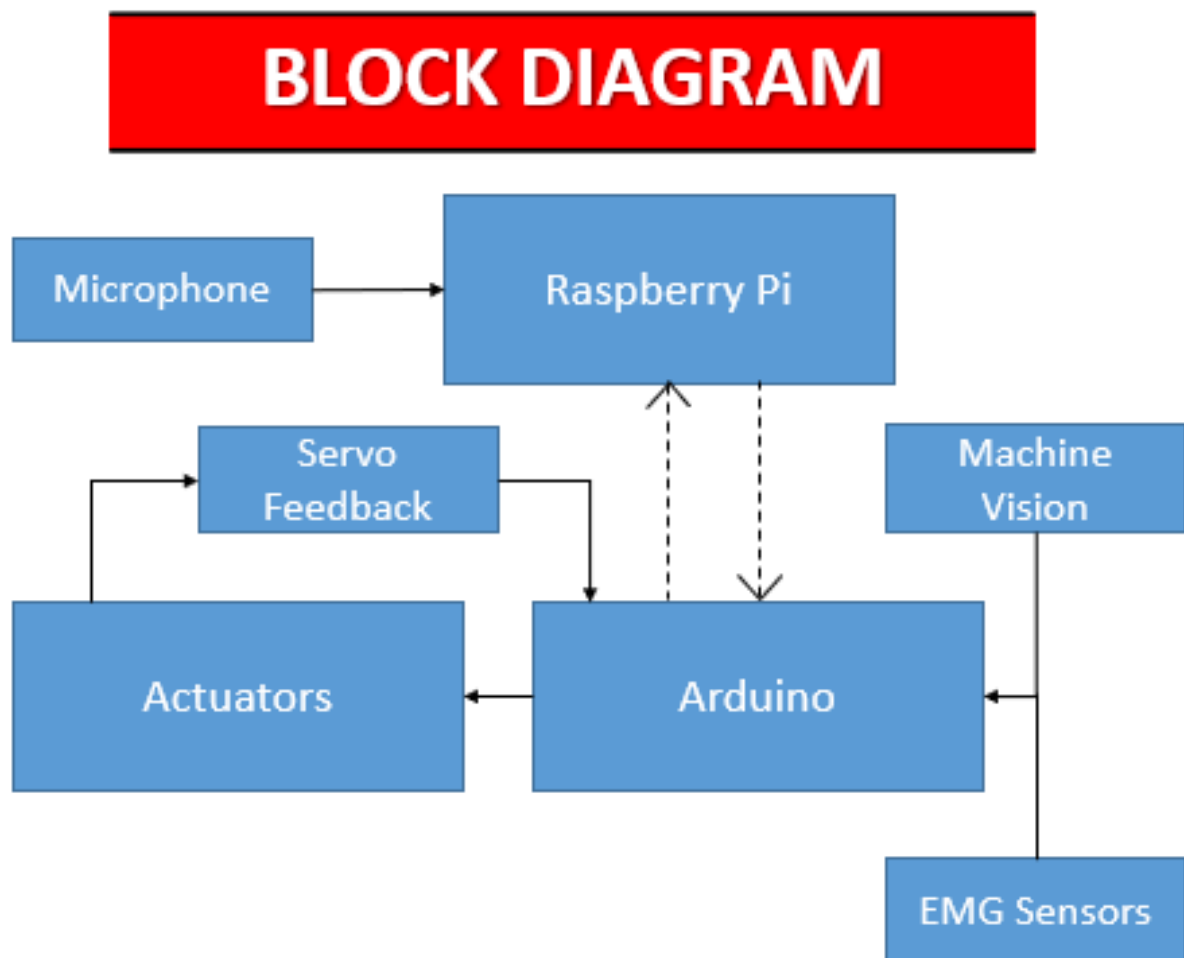 BLOCK DIAGRAM
Microphone
Raspberry Pi
Servo
Feedback
Machine
Vision
Actuators
Arduino
EMG Sensors